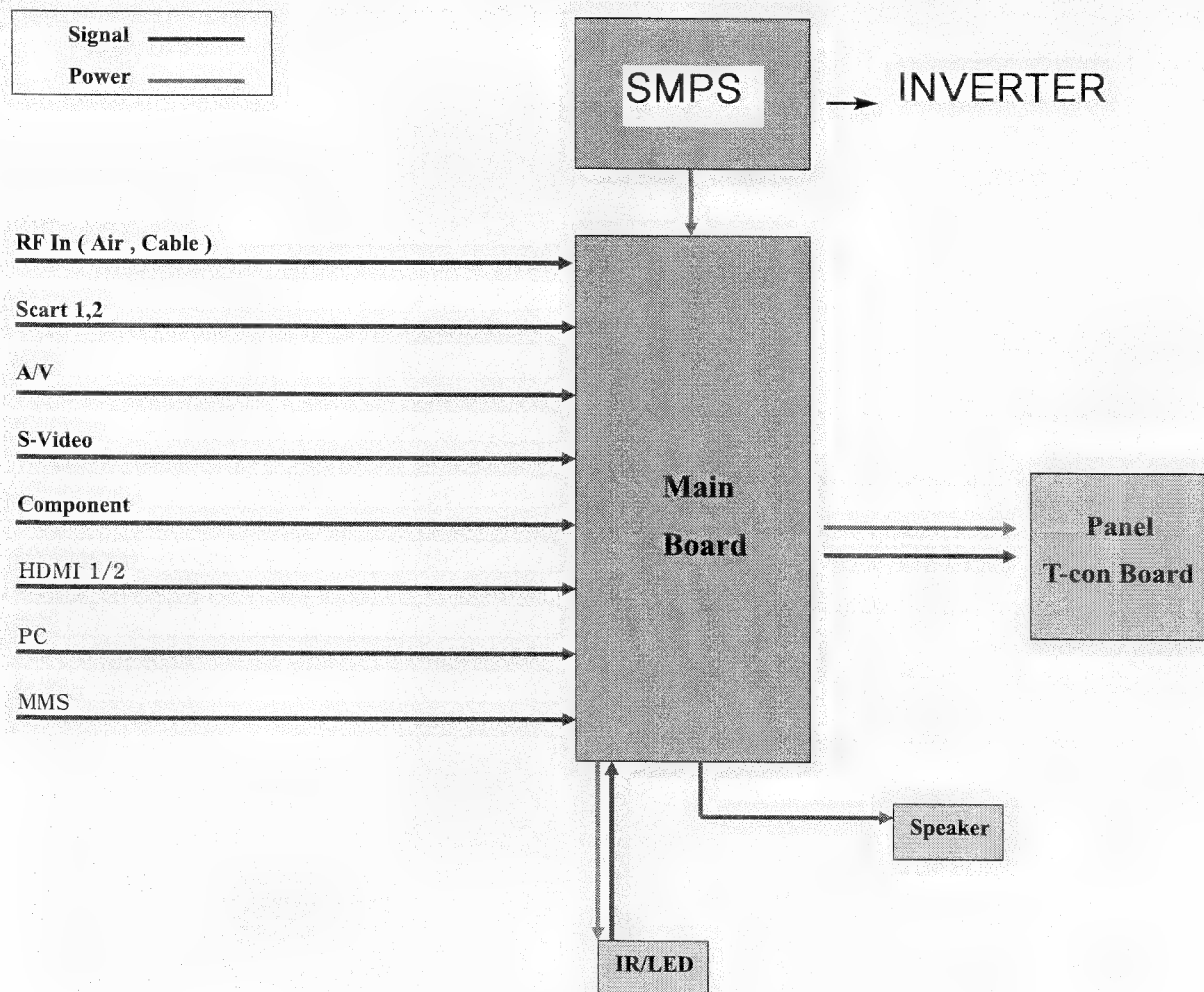 Signal
Power
SMPS
INVERTER
RF In ( Air , Cable )
Scart 1,2
A/V
S-Video
Component
HDMI 1/2
PC
MMS
Main
Board
Panel
T-con Board
Speaker
IR/LED